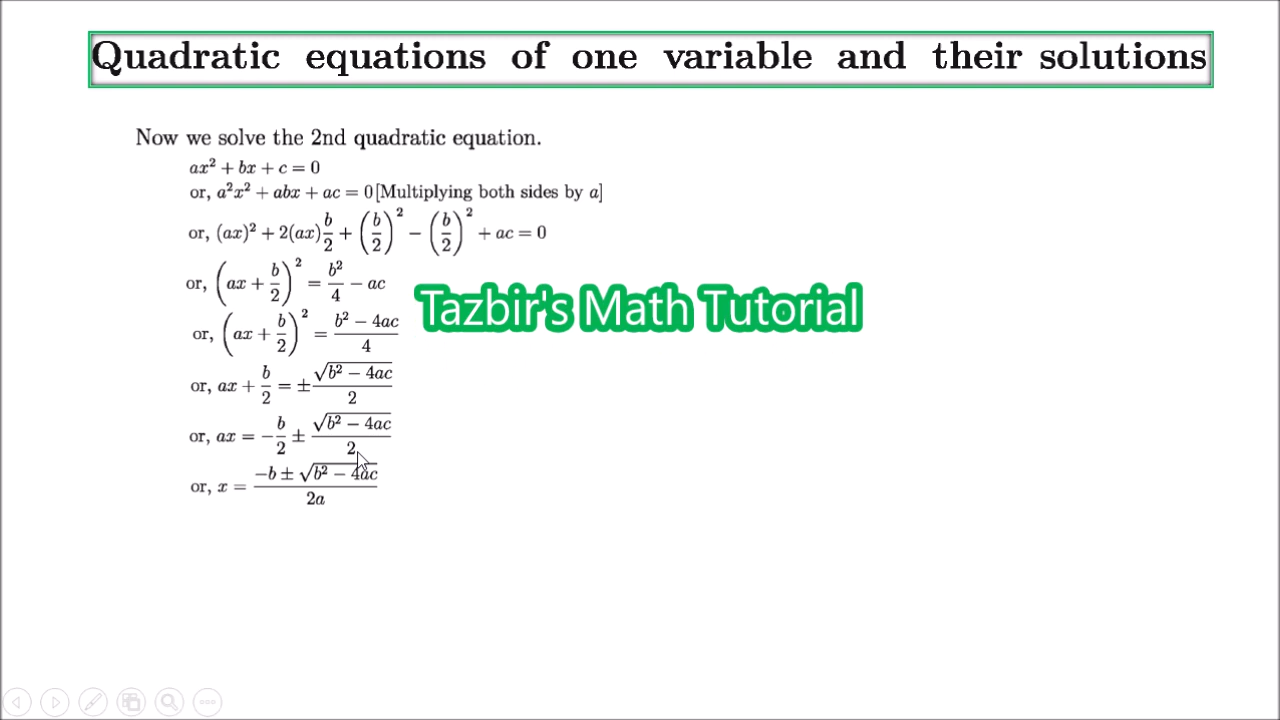 Quadratic equations of one variable and their solutions
Now we solve the 2nd quadratic equation.
ax² + bx + c = 0
or, a²x² + abx + ac = 0 [Multiplying both sides by a]
or, (ax)² + 2(ax)b/2 + (b/2)² − (b/2)² + ac = 0
or, (ax + b/2)² = b²/4 − ac
Tazbir's Math Tutorial
or, (ax + b/2)² = (b² − 4ac)/4
or, ax + b/2 = ± √(b² − 4ac)/2
or, ax = −b/2 ± √(b² − 4ac)/2
or, x = (−b ± √(b² − 4ac))/2a